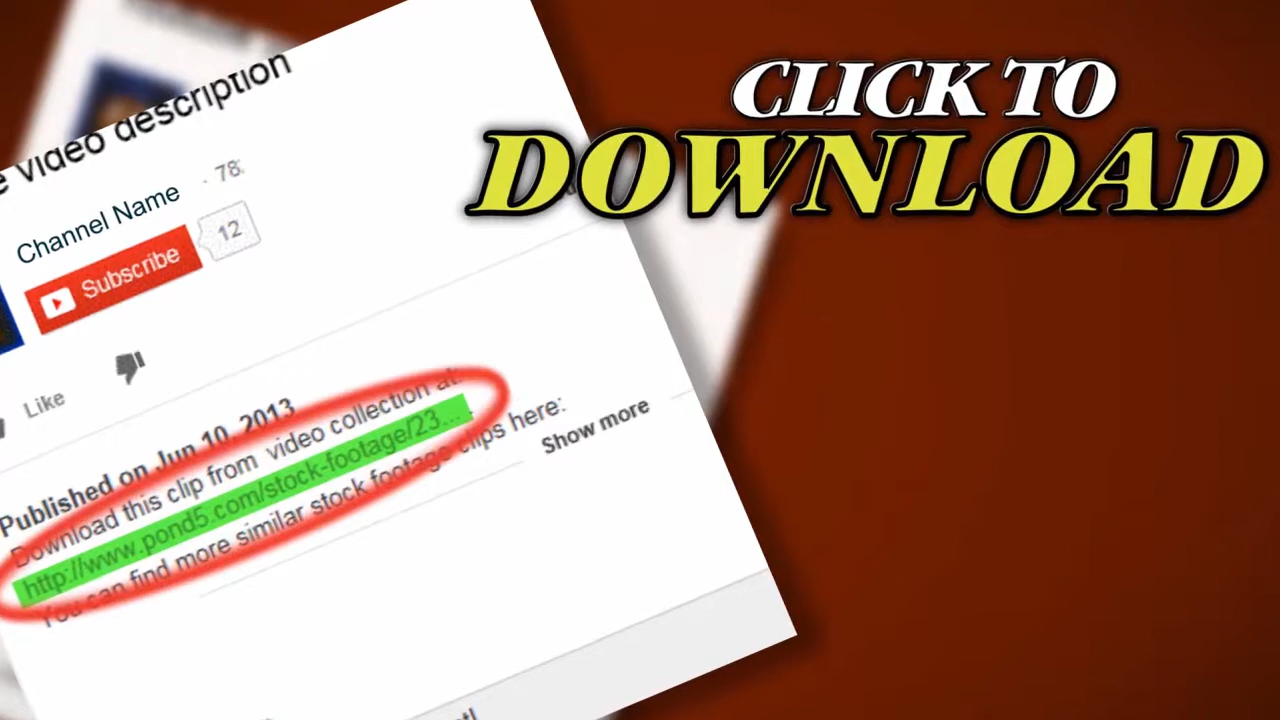 CLICK TO
DOWNLOAD
video description
Channel Name
78
Subscribe
12
Like
Published on Jun 10, 2013
Download this clip from video collection at:
http://www.pond5.com/stock-footage/23... -
You can find more similar stock footage clips here:
Show more